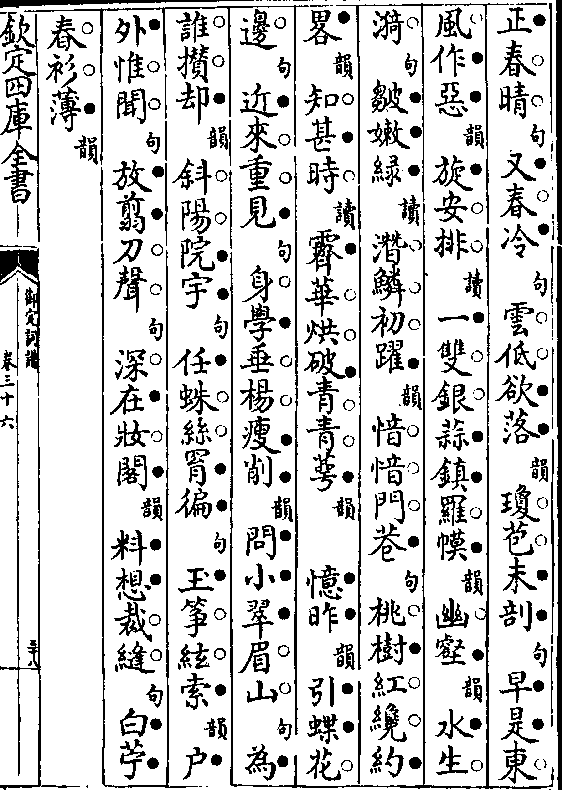 正春晴句又春冷句雲低欲落韻瓊苞未剖句早是東
風作惡韻旋安排讀一雙銀蒜鎮羅幙韻幽壑韻水生
漪句皺嫩緑讀潛鱗初躍韻愔愔門巷句桃樹紅纔約
畧韻知甚時讀霽華烘破青青萼韻憶昨韻引蝶花
邊句近來重見句身學垂楊瘦削韻問小翠眉山句為
誰攢却韻斜陽院宇句任蛛絲罥徧句玉筝絃索韻户
外惟聞句放翦刀聲句深在妝閣韻料想裁縫句白苧
春衫薄韻
欽定四庫全書
御定詞譜
卷三十六
三八